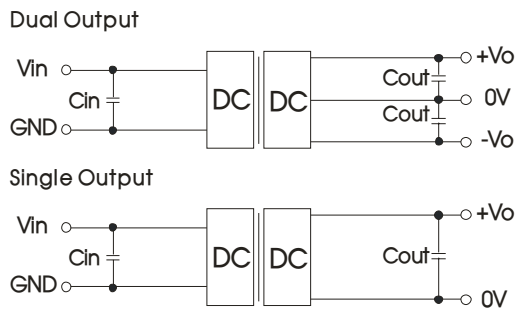 Dual Output
Vin
Cin
GND
DC
DC
Cout
Cout
+Vo
0V
-Vo
Single Output
Vin
Cin
GND
DC
DC
Cout
+Vo
0V